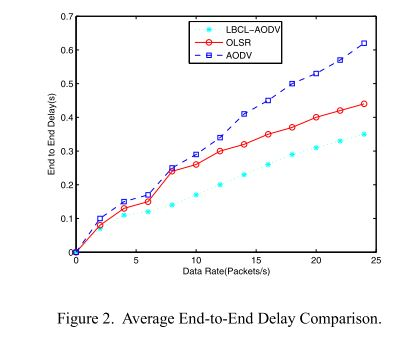 0.7
0.6
0.5
0.4
0.3
0.2
0.1
0
End to End Delay(s)
LBCL-AODV
OLSR
AODV
0 5 10 15 20 25
Data Rate(Packets/s)
Figure 2. Average End-to-End Delay Comparison.